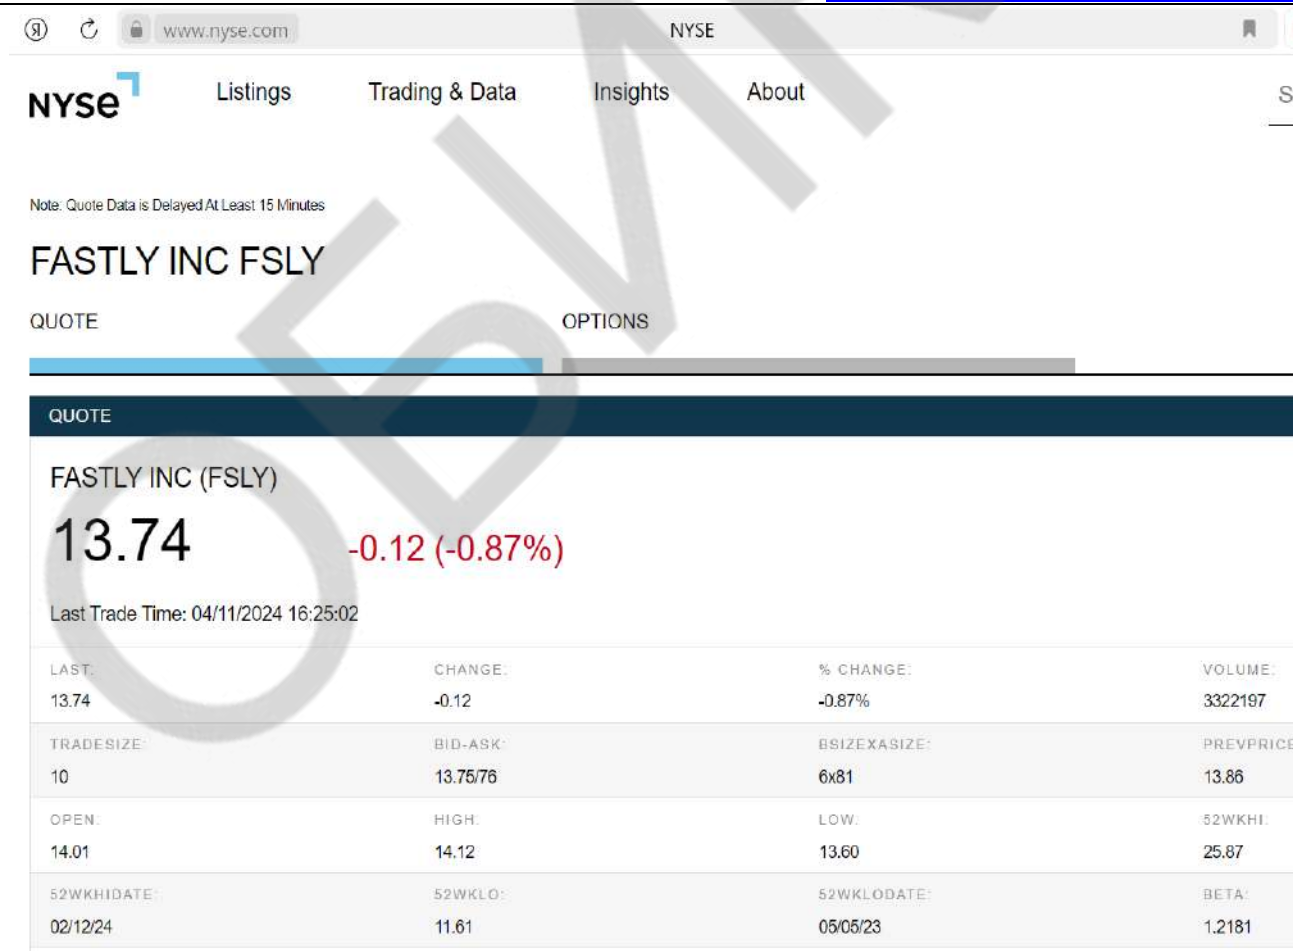 Я www.nyse.com NYSE
NYSE Listings Trading & Data Insights About S
Note: Quote Data is Delayed At Least 15 Minutes
FASTLY INC FSLY
QUOTE OPTIONS
QUOTE
FASTLY INC (FSLY)
13.74 -0.12 (-0.87%)
Last Trade Time: 04/11/2024 16:25:02
LAST: CHANGE: % CHANGE: VOLUME:
13.74 -0.12 -0.87% 3322197
TRADESIZE: BID-ASK: BSIZEXASIZE: PREVPRICE
10 13.75/76 6x81 13.86
OPEN: HIGH: LOW: 52WKHI:
14.01 14.12 13.60 25.87
52WKHIDATE: 52WKLO: 52WKLODATE: BETA:
02/12/24 11.61 05/05/23 1.2181